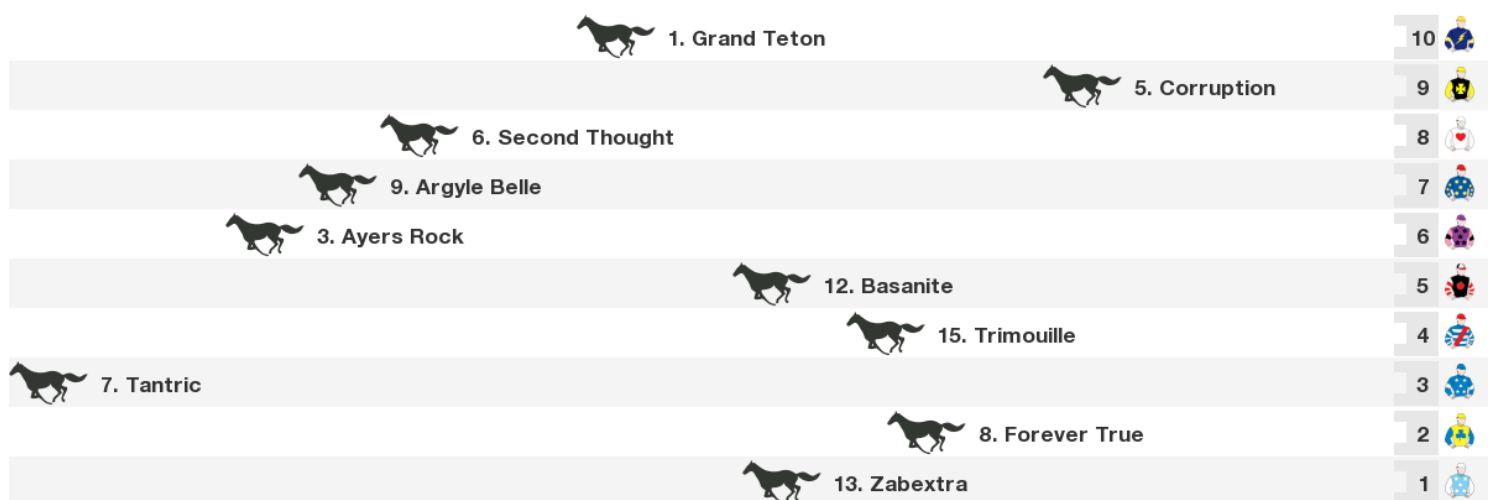 1. Grand Teton 10
5. Corruption 9
6. Second Thought 8
9. Argyle Belle 7
3. Ayers Rock 6
12. Basanite 5
15. Trimouille 4
7. Tantric 3
8. Forever True 2
13. Zabextra 1